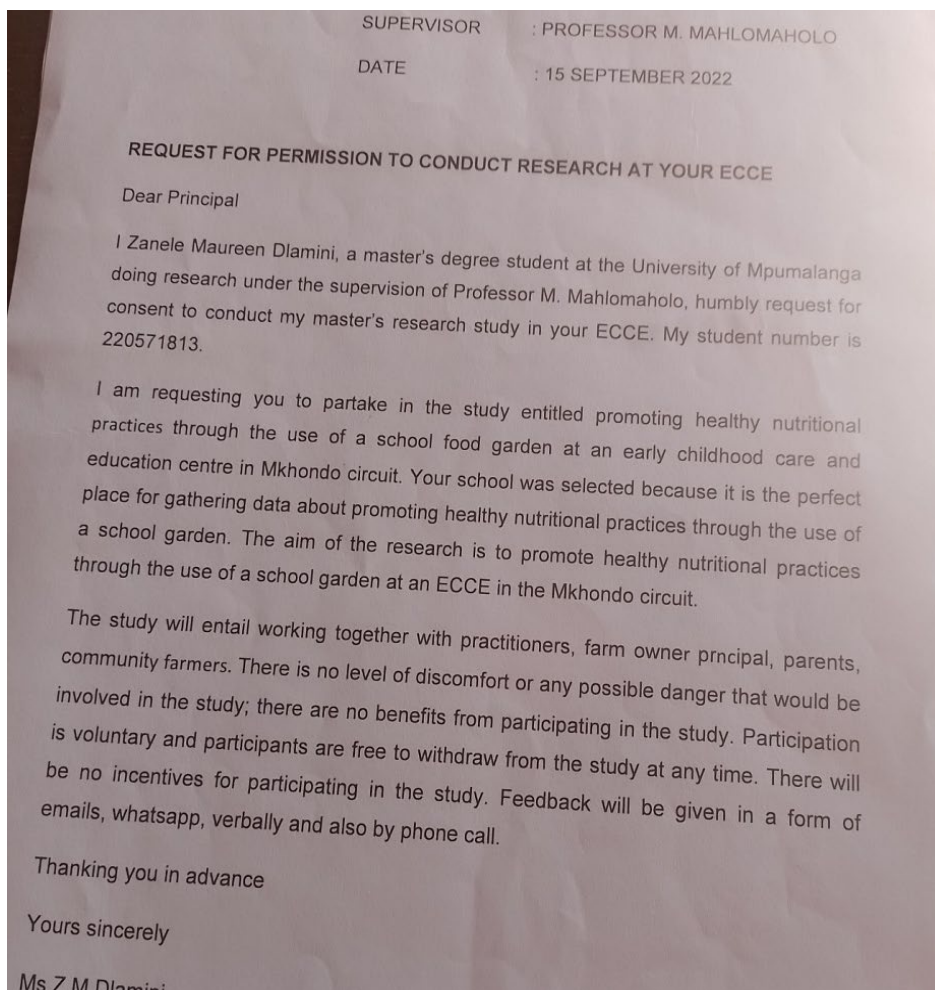 SUPERVISOR : PROFESSOR M. MAHLOMAHOLO
DATE : 15 SEPTEMBER 2022
REQUEST FOR PERMISSION TO CONDUCT RESEARCH AT YOUR ECCE
Dear Principal
I Zanele Maureen Dlamini, a master's degree student at the University of Mpumalanga
doing research under the supervision of Professor M. Mahlomaholo, humbly request for
consent to conduct my master's research study in your ECCE. My student number is
220571813.
I am requesting you to partake in the study entitled promoting healthy nutritional
practices through the use of a school food garden at an early childhood care and
education centre in Mkhondo circuit. Your school was selected because it is the perfect
place for gathering data about promoting healthy nutritional practices through the use of
a school garden. The aim of the research is to promote healthy nutritional practices
through the use of a school garden at an ECCE in the Mkhondo circuit.
The study will entail working together with practitioners, farm owner prncipal, parents,
community farmers. There is no level of discomfort or any possible danger that would be
involved in the study; there are no benefits from participating in the study. Participation
is voluntary and participants are free to withdraw from the study at any time. There will
be no incentives for participating in the study. Feedback will be given in a form of
emails, whatsapp, verbally and also by phone call.
Thanking you in advance
Yours sincerely
Ms Z M Dlamini